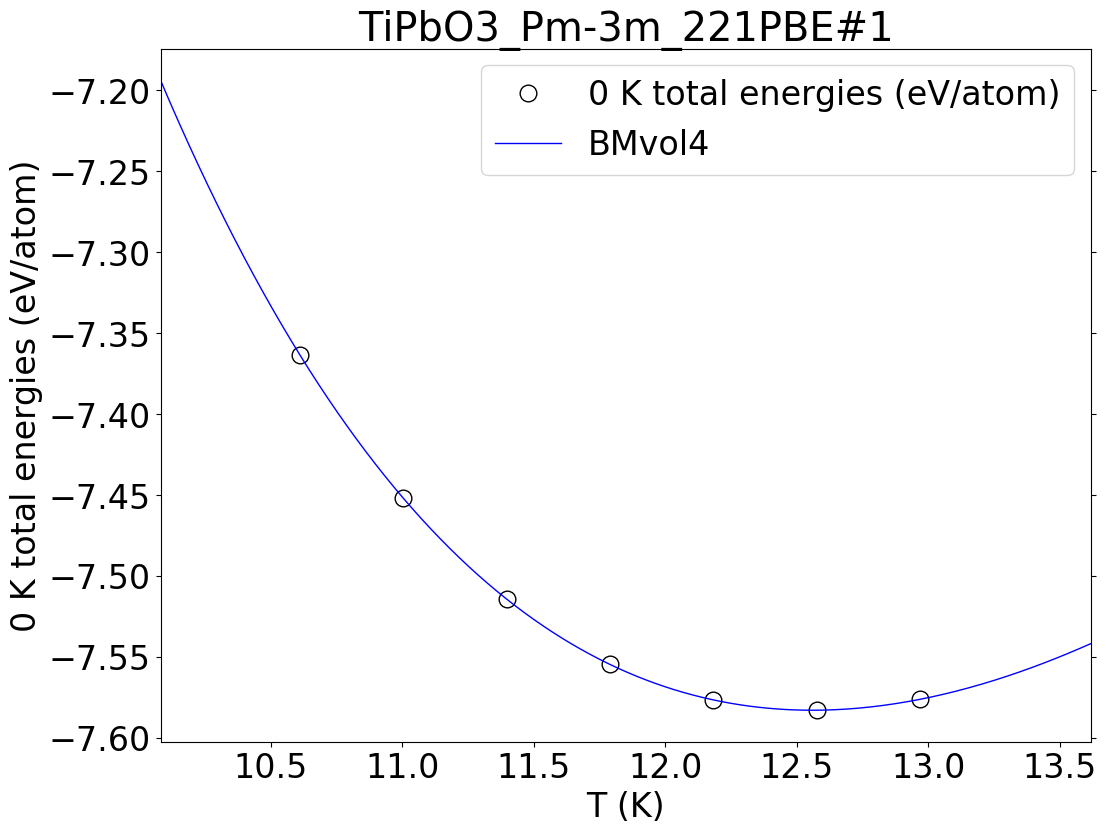 TiPbO3_Pm-3m_221PBE#1
0 K total energies (eV/atom)
BMvol4
0 K total energies (eV/atom)
−7.20
−7.25
−7.30
−7.35
−7.40
−7.45
−7.50
−7.55
−7.60
10.5 11.0 11.5 12.0 12.5 13.0 13.5
T (K)